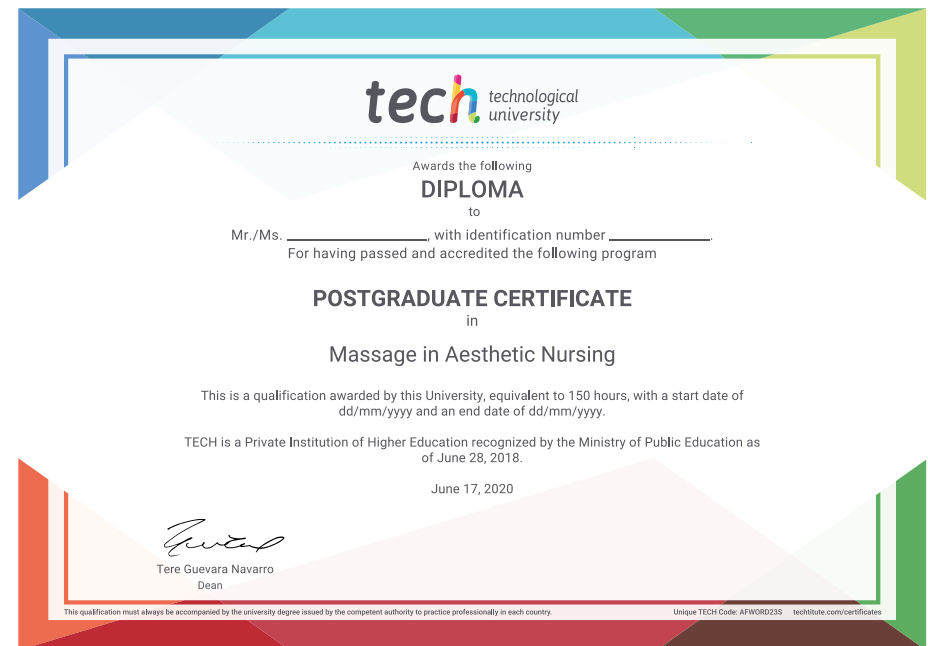 tech technological
university
Awards the following
DIPLOMA
to
Mr./Ms. ____________________, with identification number ______________.
For having passed and accredited the following program
POSTGRADUATE CERTIFICATE
in
Massage in Aesthetic Nursing
This is a qualification awarded by this University, equivalent to 150 hours, with a start date of
dd/mm/yyyy and an end date of dd/mm/yyyy.
TECH is a Private Institution of Higher Education recognized by the Ministry of Public Education as
of June 28, 2018.
June 17, 2020
Tere Guevara Navarro
Dean
This qualification must always be accompanied by the university degree issued by the competent authority to practice professionally in each country. Unique TECH Code: AFWORD23S techtitute.com/certificates